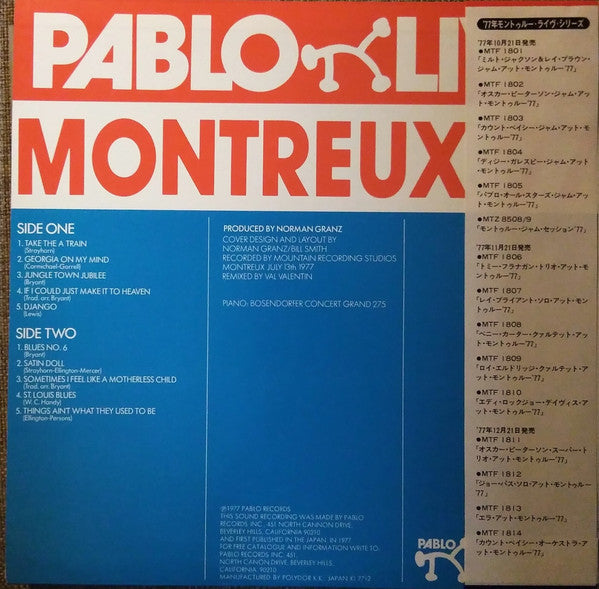 PABLO LI
MONTREUX
SIDE ONE
1. TAKE THE A TRAIN
(Strayhorn)
2. GEORGIA ON MY MIND
(Carmichael-Gorrell)
3. JUNGLE TOWN JUBILEE
(Bryant)
4. IF I COULD JUST MAKE IT TO HEAVEN
(Trad. arr. Bryant)
5. DJANGO
(Lewis)
SIDE TWO
1. BLUES NO. 6
(Bryant)
2. SATIN DOLL
(Strayhorn-Ellington-Mercer)
3. SOMETIMES I FEEL LIKE A MOTHERLESS CHILD
(Trad. arr. Bryant)
4. ST. LOUIS BLUES
(W. C. Handy)
5. THINGS AINT WHAT THEY USED TO BE
(Ellington-Persons)
PRODUCED BY NORMAN GRANZ
COVER DESIGN AND LAYOUT BY
NORMAN GRANZ/BILL SMITH
RECORDED BY MOUNTAIN RECORDING STUDIOS
MONTREUX JULY 13th 1977
REMIXED BY VAL VALENTIN
PIANO: BOSENDORFER CONCERT GRAND 275
℗1977 PABLO RECORDS
THIS SOUND RECORDING WAS MADE BY PABLO
RECORDS INC. 451 NORTH CANNON DRIVE,
BEVERLEY HILLS, CALIFORNIA 90210
AND FIRST PUBLISHED IN THE JAPAN. IN 1977
FOR FREE CATALOGUE AND INFORMATION WRITE TO:
PABLO RECORDS INC. 451,
NORTH CANON DRIVE, BEVERLEY HILLS,
CALIFORNIA 90210
MANUFACTURED BY POLYDOR K.K., JAPAN
PABLO
'77年モントゥルー・ライヴ・シリーズ
'77年10月21日発売
●MTF 1801
「ミルト・ジャクソン&レイ・ブラウン・
ジャム・アット・モントゥルー'77」
●MTF 1802
「オスカー・ピーターソン・ジャム・アッ
ト・モントゥルー'77」
●MTF 1803
「カウント・ベイシー・ジャム・アット・モ
ントゥルー'77」
●MTF 1804
「ディジー・ガレスピー・ジャム・アット
・モントゥルー'77」
●MTF 1805
「パブロ・オール・スターズ・ジャム・アッ
ト・モントゥルー'77」
●MTZ 8508/9
「モントゥルー・ジャム・セッション'77」
'77年11月21日発売
●MTF 1806
「トミー・フラナガン・トリオ・アット・モ
ントゥルー'77」
●MTF 1807
「レイ・ブライアント・ソロ・アット・モン
トゥルー'77」
●MTF 1808
「ベニー・カーター・クァルテット・アット
・モントゥルー'77」
●MTF 1809
「ロイ・エルドリッジ・クァルテット・ア
ット・モントゥルー'77」
●MTF 1810
「エディ・ロックジョー・デイヴィス・ア
ット・モントゥルー'77」
'77年12月21日発売
●MTF 1811
「オスカー・ピーターソン・スーパー・ト
リオ・アット・モントゥルー'77」
●MTF 1812
「ジョー・パス・ソロ・アット・モントゥル
ー'77」
●MTF 1813
「エラ・アット・モントゥルー'77」
●MTF 1814
「カウント・ベイシー・オーケストラ・ア
ット・モントゥルー'77」